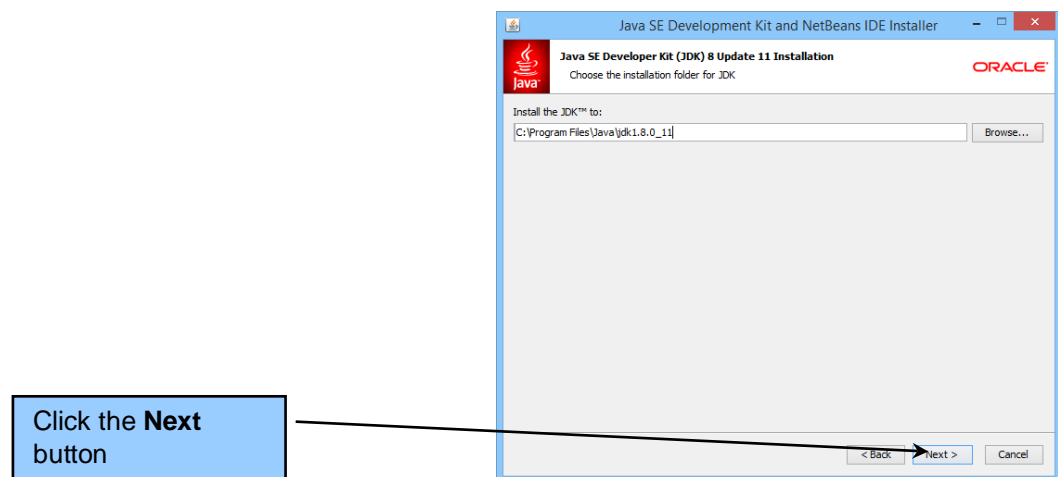 Java SE Development Kit and NetBeans IDE Installer
Java SE Developer Kit (JDK) 8 Update 11 Installation
Choose the installation folder for JDK
Java™
ORACLE®
Install the JDK™ to:
C:\Program Files\Java\jdk1.8.0_11
Browse...
Click the Next
button
< Back
Next >
Cancel